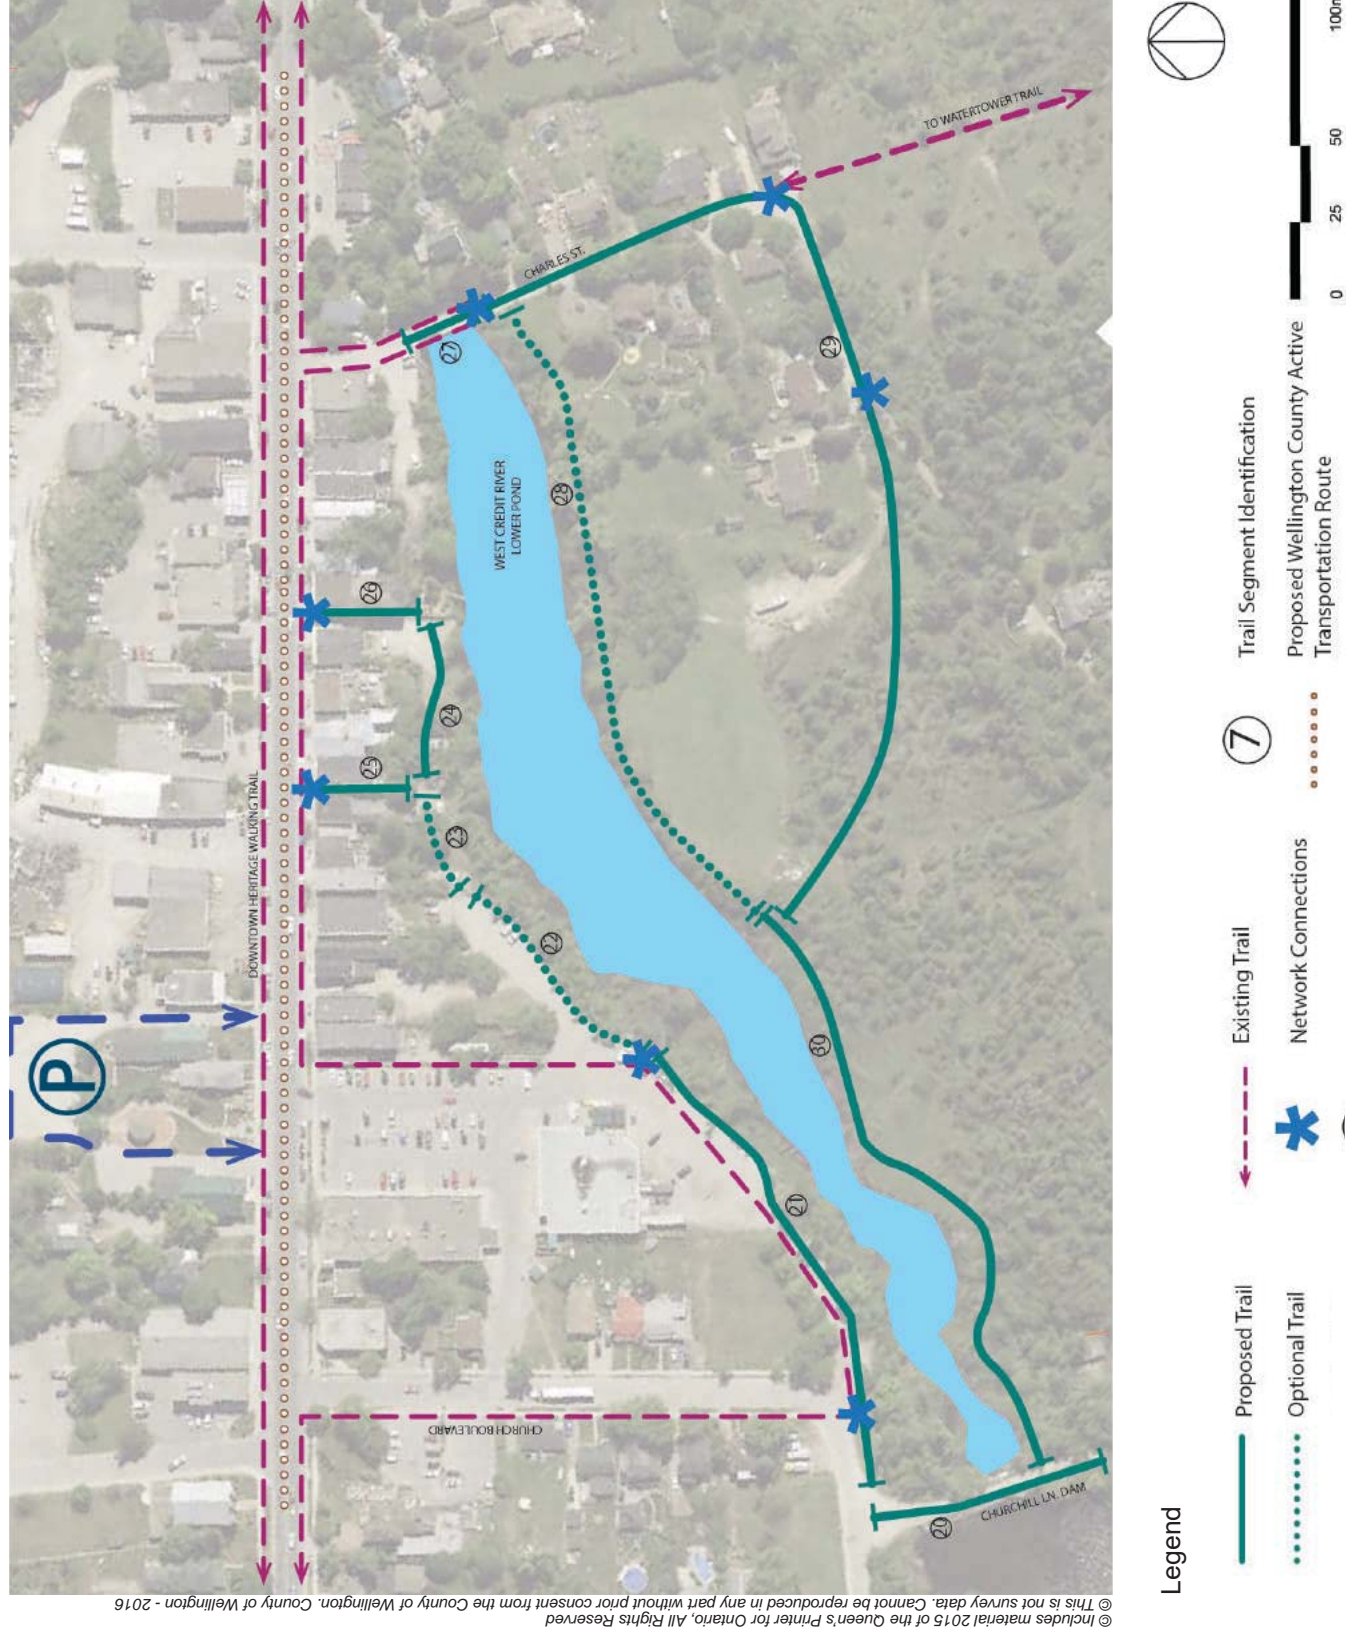 P
DOWNTOWN HERITAGE WALKING TRAIL
TO WATERTOWER TRAIL
CHARLES ST.
WEST CREDIT RIVER
LOWER POND
CHURCH BOULEVARD
CHURCHILL LN. DAM
20
21
22
23
24
25
26
27
28
29
30
Legend
Proposed Trail
Optional Trail
Existing Trail
Network Connections
7
Trail Segment Identification
Proposed Wellington County Active
Transportation Route
0
25
50
100m
© Includes material 2015 of the Queen's Printer for Ontario, All Rights Reserved
© This is not survey data. Cannot be reproduced in any part without prior consent from the County of Wellington. County of Wellington - 2016